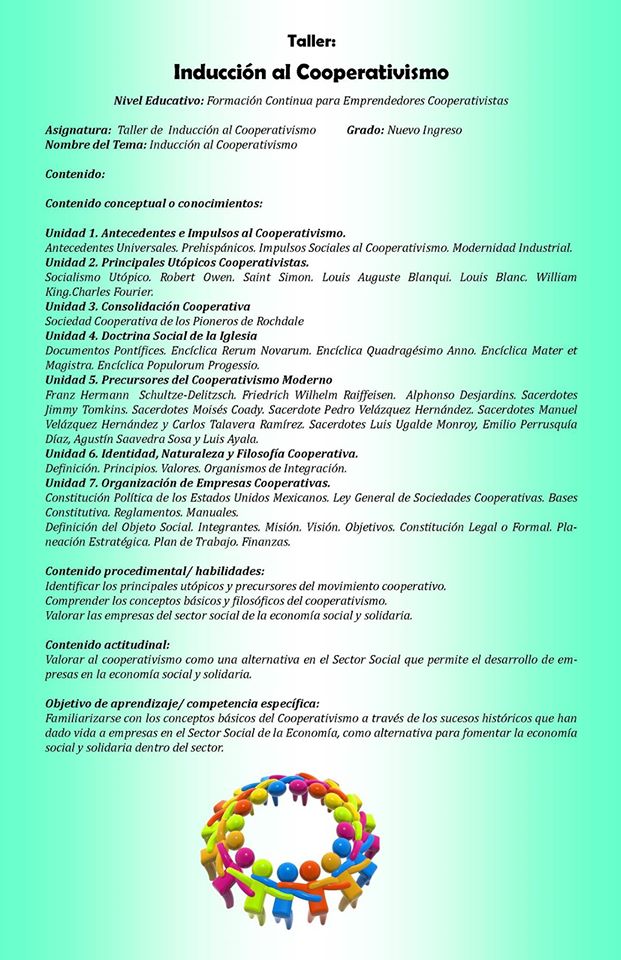 Taller:
Inducción al Cooperativismo
Nivel Educativo: Formación Continua para Emprendedores Cooperativistas
Asignatura: Taller de Inducción al Cooperativismo Grado: Nuevo Ingreso
Nombre del Tema: Inducción al Cooperativismo
Contenido:
Contenido conceptual o conocimientos:
Unidad 1. Antecedentes e Impulsos al Cooperativismo.
Antecedentes Universales. Prehispánicos. Impulsos Sociales al Cooperativismo. Modernidad Industrial.
Unidad 2. Principales Utópicos Cooperativistas.
Socialismo Utópico. Robert Owen. Saint Simon. Louis Auguste Blanqui. Louis Blanc. William
King.Charles Fourier.
Unidad 3. Consolidación Cooperativa
Sociedad Cooperativa de los Pioneros de Rochdale
Unidad 4. Doctrina Social de la Iglesia
Documentos Pontífices. Encíclica Rerum Novarum. Encíclica Quadragésimo Anno. Encíclica Mater et
Magistra. Encíclica Populorum Progessio.
Unidad 5. Precursores del Cooperativismo Moderno
Franz Hermann Schultze-Delitzsch. Friedrich Wilhelm Raiffeisen. Alphonso Desjardins. Sacerdotes
Jimmy Tomkins. Sacerdotes Moisés Coady. Sacerdote Pedro Velázquez Hernández. Sacerdotes Manuel
Velázquez Hernández y Carlos Talavera Ramírez. Sacerdotes Luis Ugalde Monroy, Emilio Perrusquía
Díaz, Agustín Saavedra Sosa y Luis Ayala.
Unidad 6. Identidad, Naturaleza y Filosofía Cooperativa.
Definición. Principios. Valores. Organismos de Integración.
Unidad 7. Organización de Empresas Cooperativas.
Constitución Política de los Estados Unidos Mexicanos. Ley General de Sociedades Cooperativas. Bases
Constitutiva. Reglamentos. Manuales.
Definición del Objeto Social. Integrantes. Misión. Visión. Objetivos. Constitución Legal o Formal. Pla-
neación Estratégica. Plan de Trabajo. Finanzas.
Contenido procedimental/ habilidades:
Identificar los principales utópicos y precursores del movimiento cooperativo.
Comprender los conceptos básicos y filosóficos del cooperativismo.
Valorar las empresas del sector social de la economía social y solidaria.
Contenido actitudinal:
Valorar al cooperativismo como una alternativa en el Sector Social que permite el desarrollo de em-
presas en la economía social y solidaria.
Objetivo de aprendizaje/ competencia específica:
Familiarizarse con los conceptos básicos del Cooperativismo a través de los sucesos históricos que han
dado vida a empresas en el Sector Social de la Economía, como alternativa para fomentar la economía
social y solidaria dentro del sector.